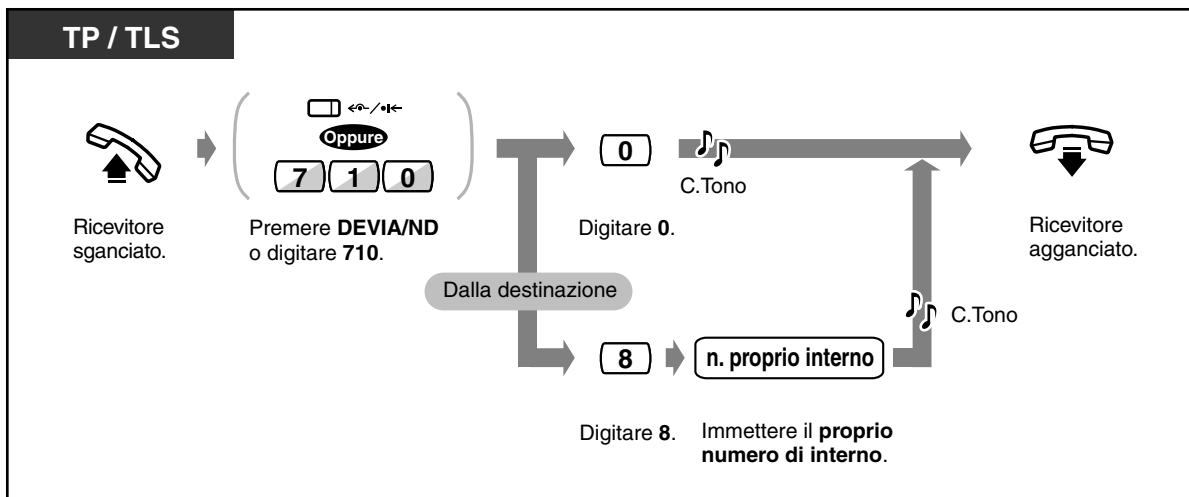 TP / TLS
Oppure
7 1 0
0
C.Tono
Ricevitore
sganciato.
Premere DEVIA/ND
o digitare 710.
Digitare 0.
Ricevitore
agganciato.
Dalla destinazione
C.Tono
8
n. proprio interno
Digitare 8.
Immettere il proprio
numero di interno.